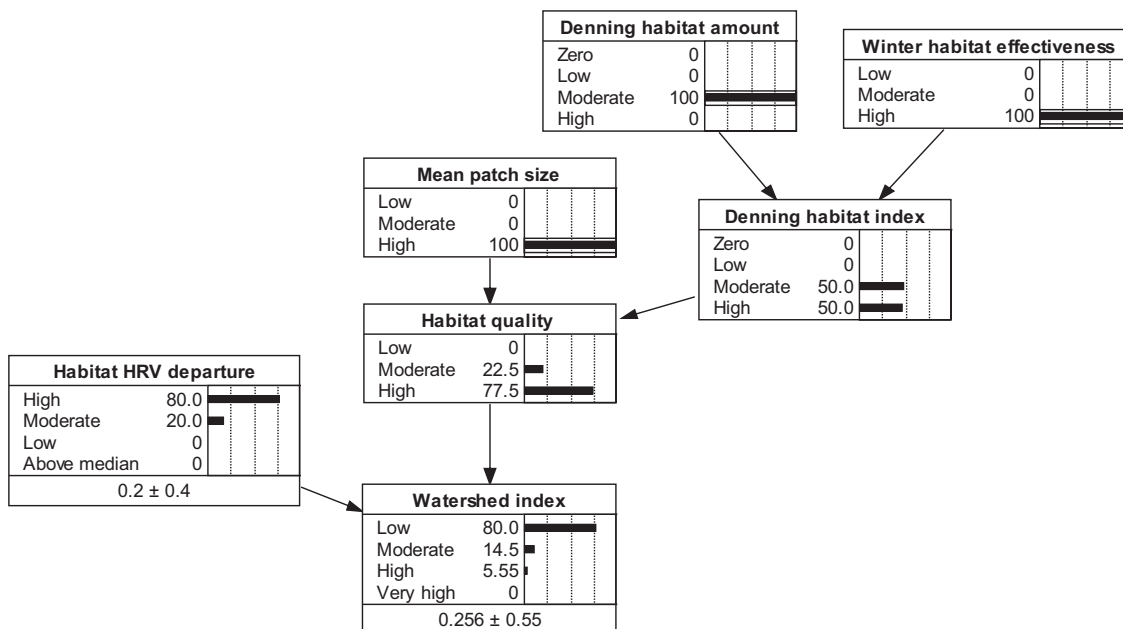 Denning habitat amount
Zero 0
Low 0
Moderate 100
High 0
Winter habitat effectiveness
Low 0
Moderate 0
High 100
Mean patch size
Low 0
Moderate 0
High 100
Denning habitat index
Zero 0
Low 0
Moderate 50.0
High 50.0
Habitat quality
Low 0
Moderate 22.5
High 77.5
Habitat HRV departure
High 80.0
Moderate 20.0
Low 0
Above median 0
0.2 ± 0.4
Watershed index
Low 80.0
Moderate 14.5
High 5.55
Very high 0
0.256 ± 0.55